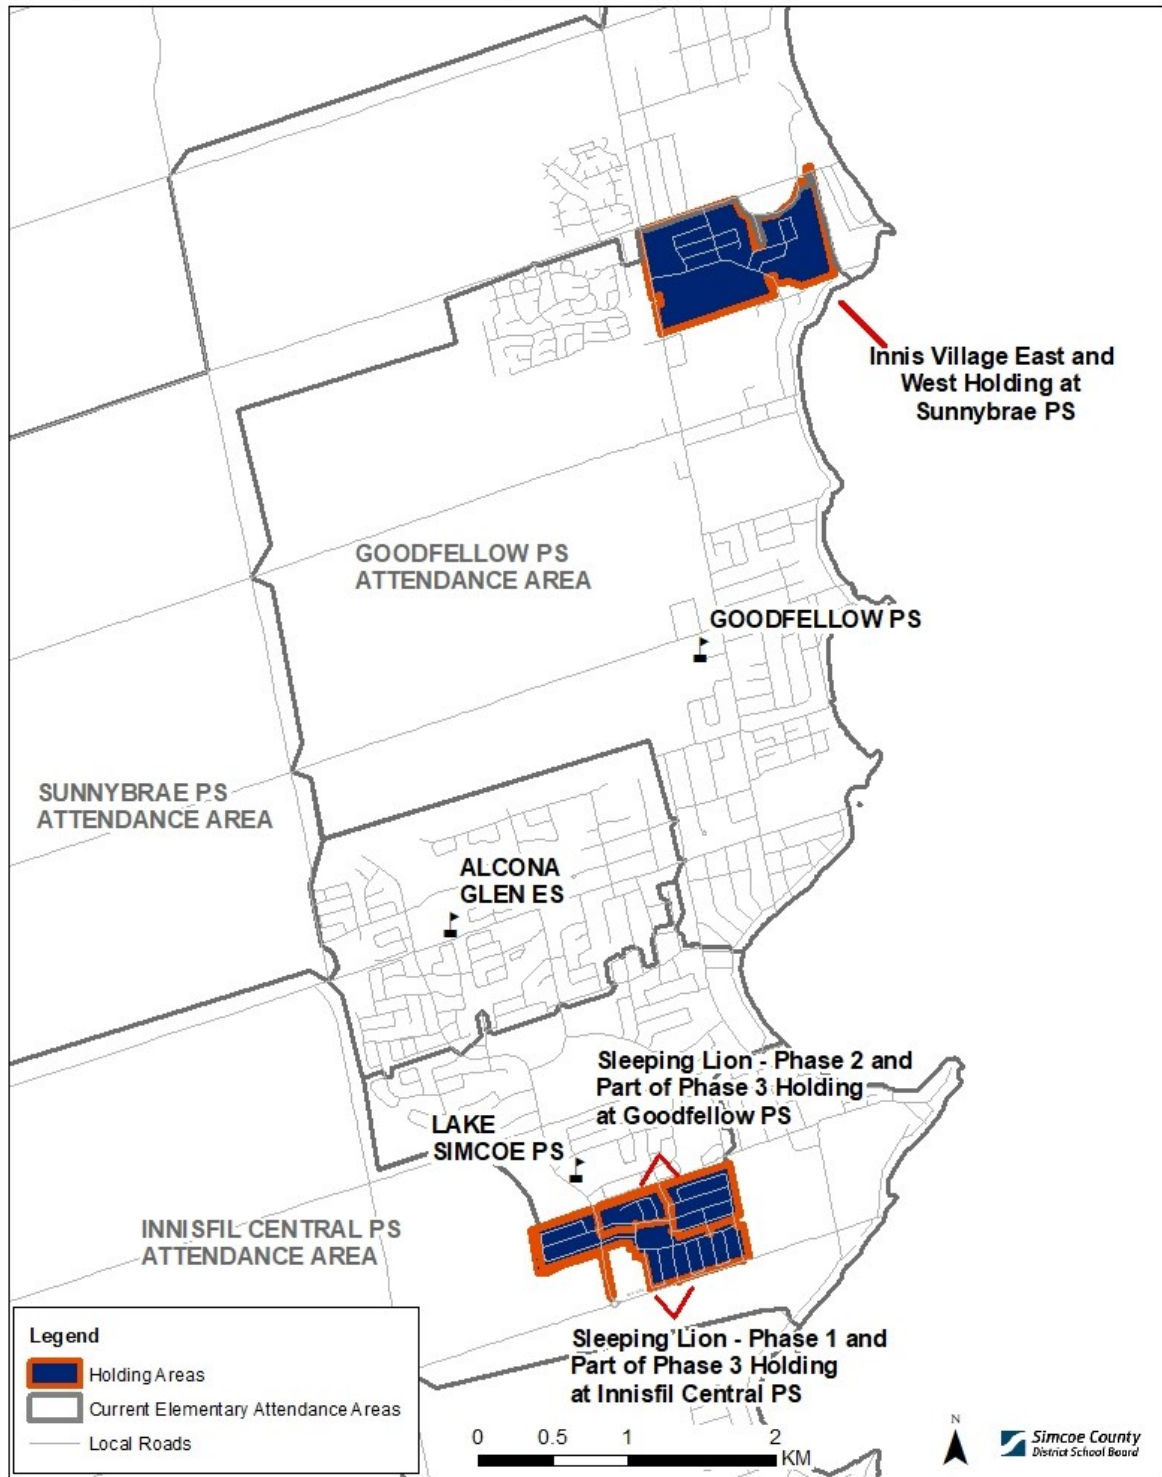 Innis Village East and
West Holding at
Sunnybrae PS
GOODFELLOW PS
ATTENDANCE AREA
GOODFELLOW PS
SUNNYBRAE PS
ATTENDANCE AREA
ALCONA
GLEN ES
Sleeping Lion - Phase 2 and
Part of Phase 3 Holding
at Goodfellow PS
LAKE
SIMCOE PS
INNISFIL CENTRAL PS
ATTENDANCE AREA
Sleeping Lion - Phase 1 and
Part of Phase 3 Holding
at Innisfil Central PS
Legend
Holding Areas
Current Elementary Attendance Areas
Local Roads
0 0.5 1 2
KM
N
Simcoe County
District School Board